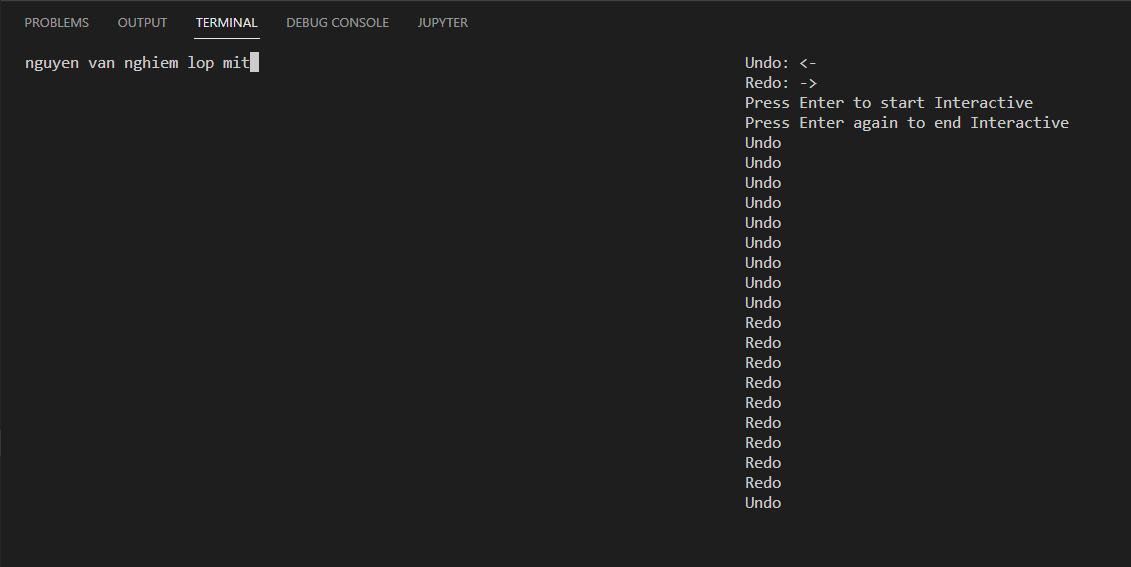 PROBLEMS OUTPUT TERMINAL DEBUG CONSOLE JUPYTER
nguyen van nghiem lop mit
Undo: <-
Redo: ->
Press Enter to start Interactive
Press Enter again to end Interactive
Undo
Undo
Undo
Undo
Undo
Undo
Undo
Undo
Undo
Redo
Redo
Redo
Redo
Redo
Redo
Redo
Redo
Redo
Undo